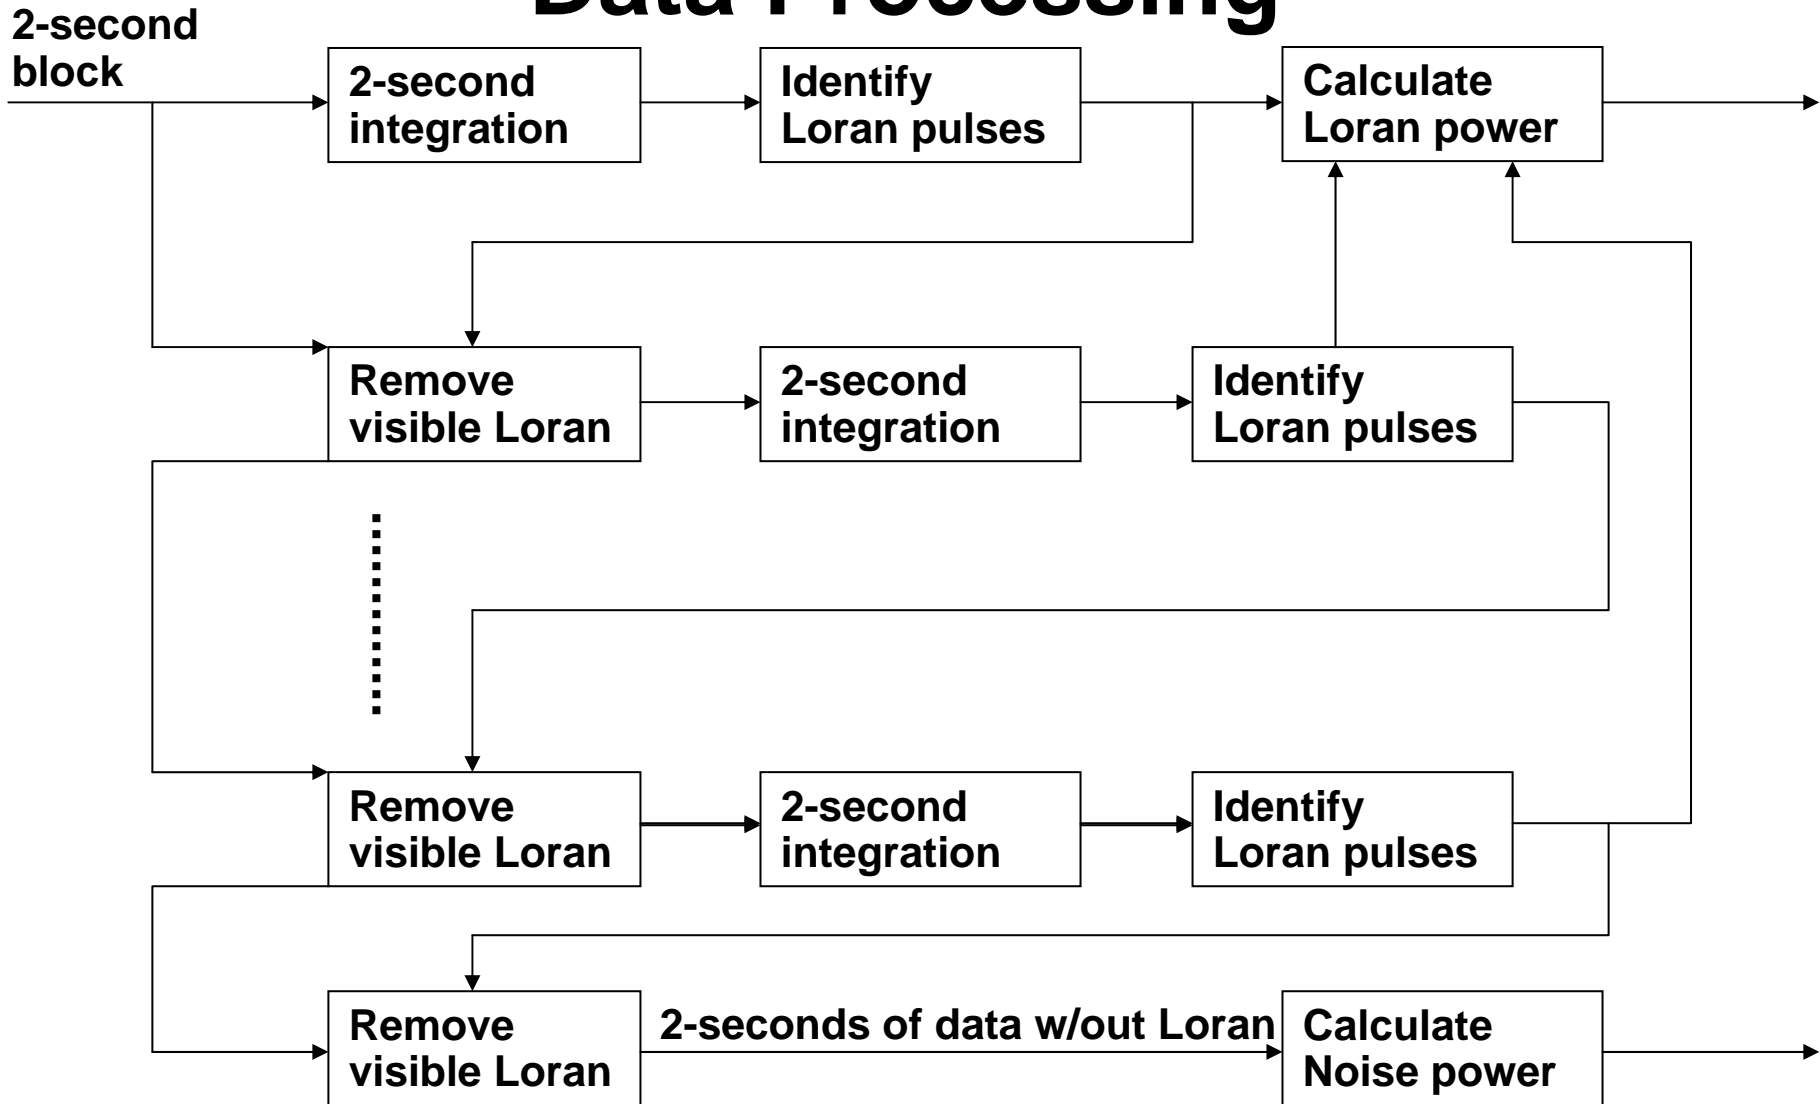 Data Processing
2-second
block
2-second
integration
Identify
Loran pulses
Calculate
Loran power
Remove
visible Loran
2-second
integration
Identify
Loran pulses
Remove
visible Loran
2-second
integration
Identify
Loran pulses
Remove
visible Loran
2-seconds of data w/out Loran
Calculate
Noise power